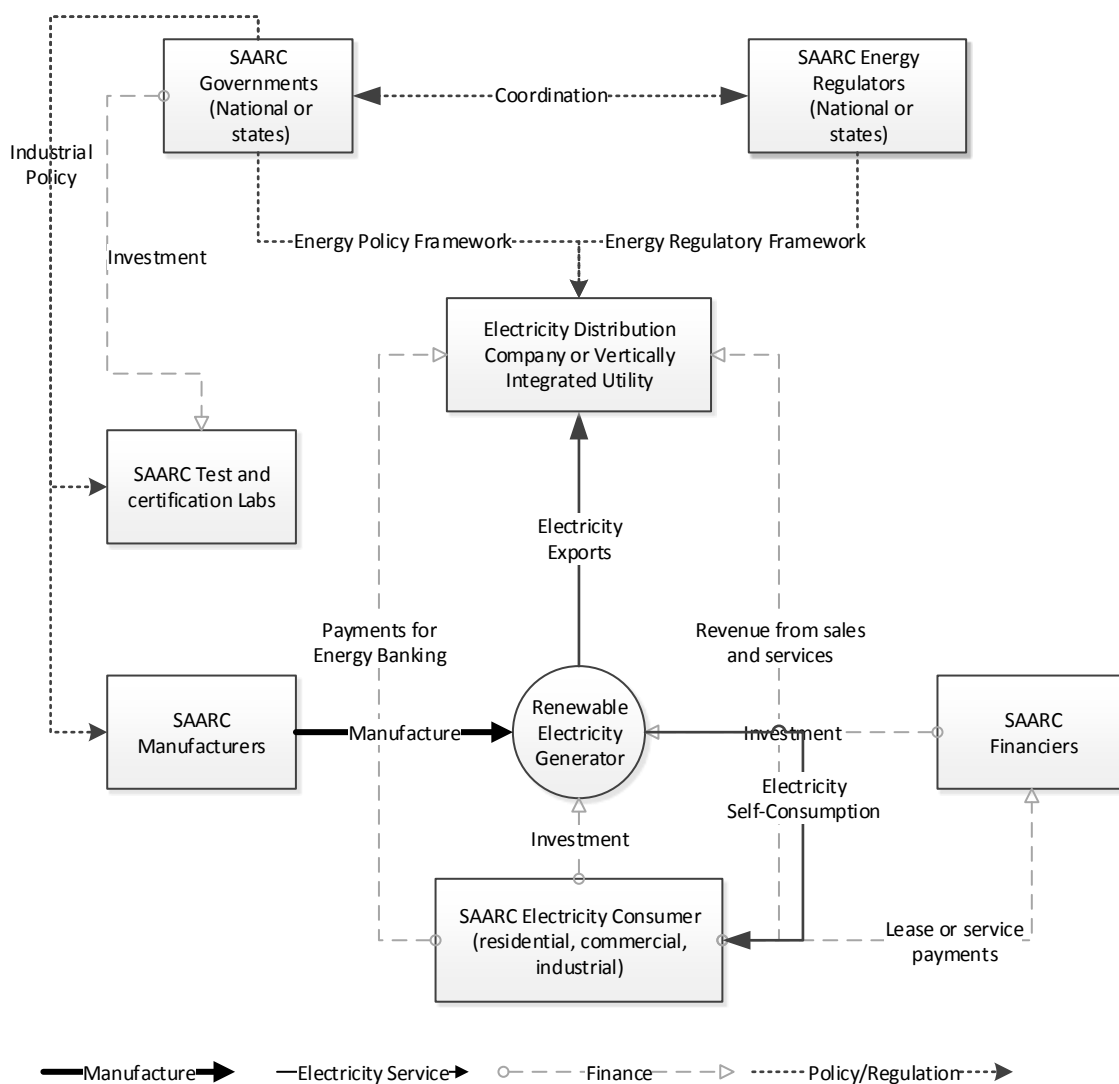 SAARC
Governments
(National or
states)
Coordination
SAARC Energy
Regulators
(National or
states)
Industrial
Policy
Energy Policy Framework
Energy Regulatory Framework
Investment
Electricity Distribution
Company or Vertically
Integrated Utility
SAARC Test and
certification Labs
Electricity
Exports
Payments for
Energy Banking
Revenue from sales
and services
SAARC
Manufacturers
Manufacture
Renewable
Electricity
Generator
Investment
SAARC
Financiers
Electricity
Self-Consumption
Investment
SAARC Electricity Consumer
(residential, commercial,
industrial)
Lease or service
payments
Manufacture
Electricity Service
Finance
Policy/Regulation